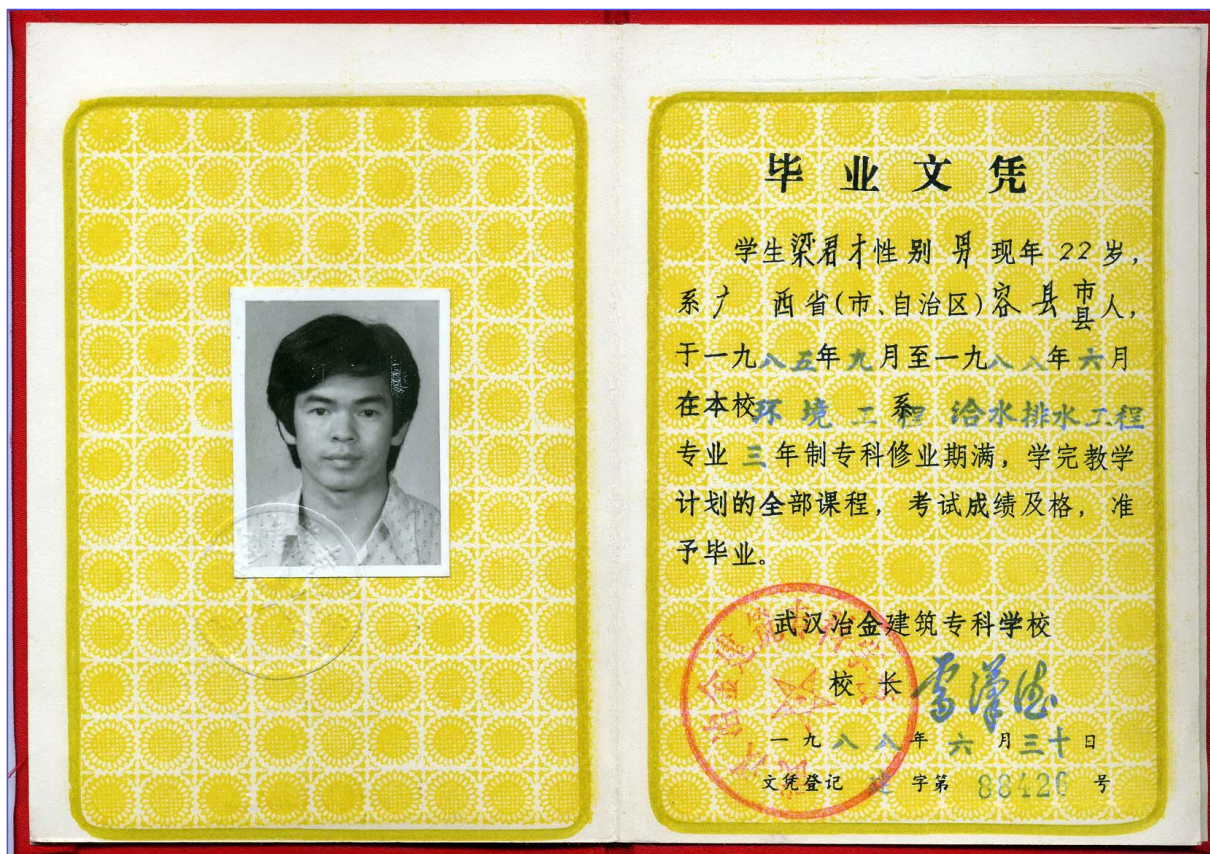 毕业文凭
学生梁君才性别 男 现年 22 岁，
系广 西省(市、自治区)容 县 市县人，
于一九八五年九月至一九八八年六月
在本校环境工程系给水排水工程
专业 三 年制专科修业期满，学完教学
计划的全部课程， 考试成绩及格， 准
予毕业。
武汉冶金建筑专科学校
校 长 雷泽德
一九八八年六月三十日
文凭登记 字第 88426 号